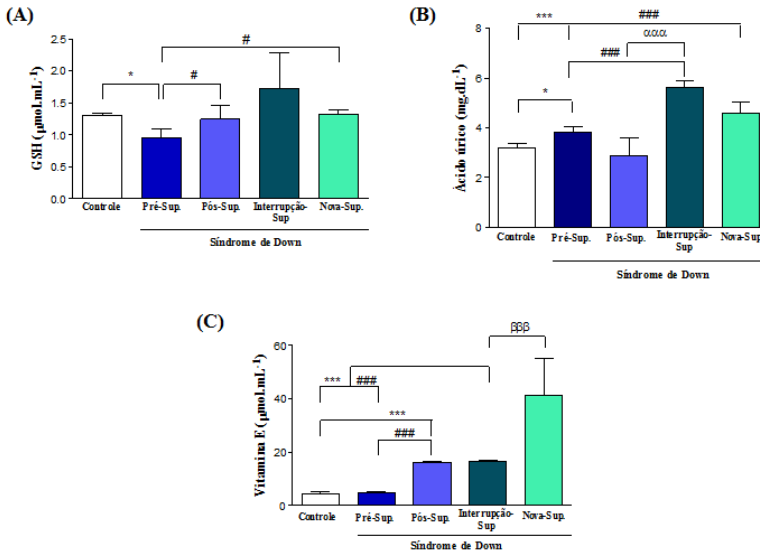 (A)
GSH (µmol.mL⁻¹)
2.5
2.0
1.5
1.0
0.5
0.0
#
*
#
Controle
Pré-Sup.
Pós-Sup.
Interrupção-
Sup
Nova-Sup.
Síndrome de Down
(B)
Ácido úrico (mg.dL⁻¹)
8
6
4
2
0
***
###
ααα
###
*
Controle
Pré-Sup.
Pós-Sup.
Interrupção-
Sup
Nova-Sup
Síndrome de Down
(C)
Vitamina E (µmol.mL⁻¹)
60
40
20
0
βββ
*** ###
***
###
Controle
Pré-Sup.
Pós-Sup.
Interrupção-
Sup
Nova-Sup.
Síndrome de Down